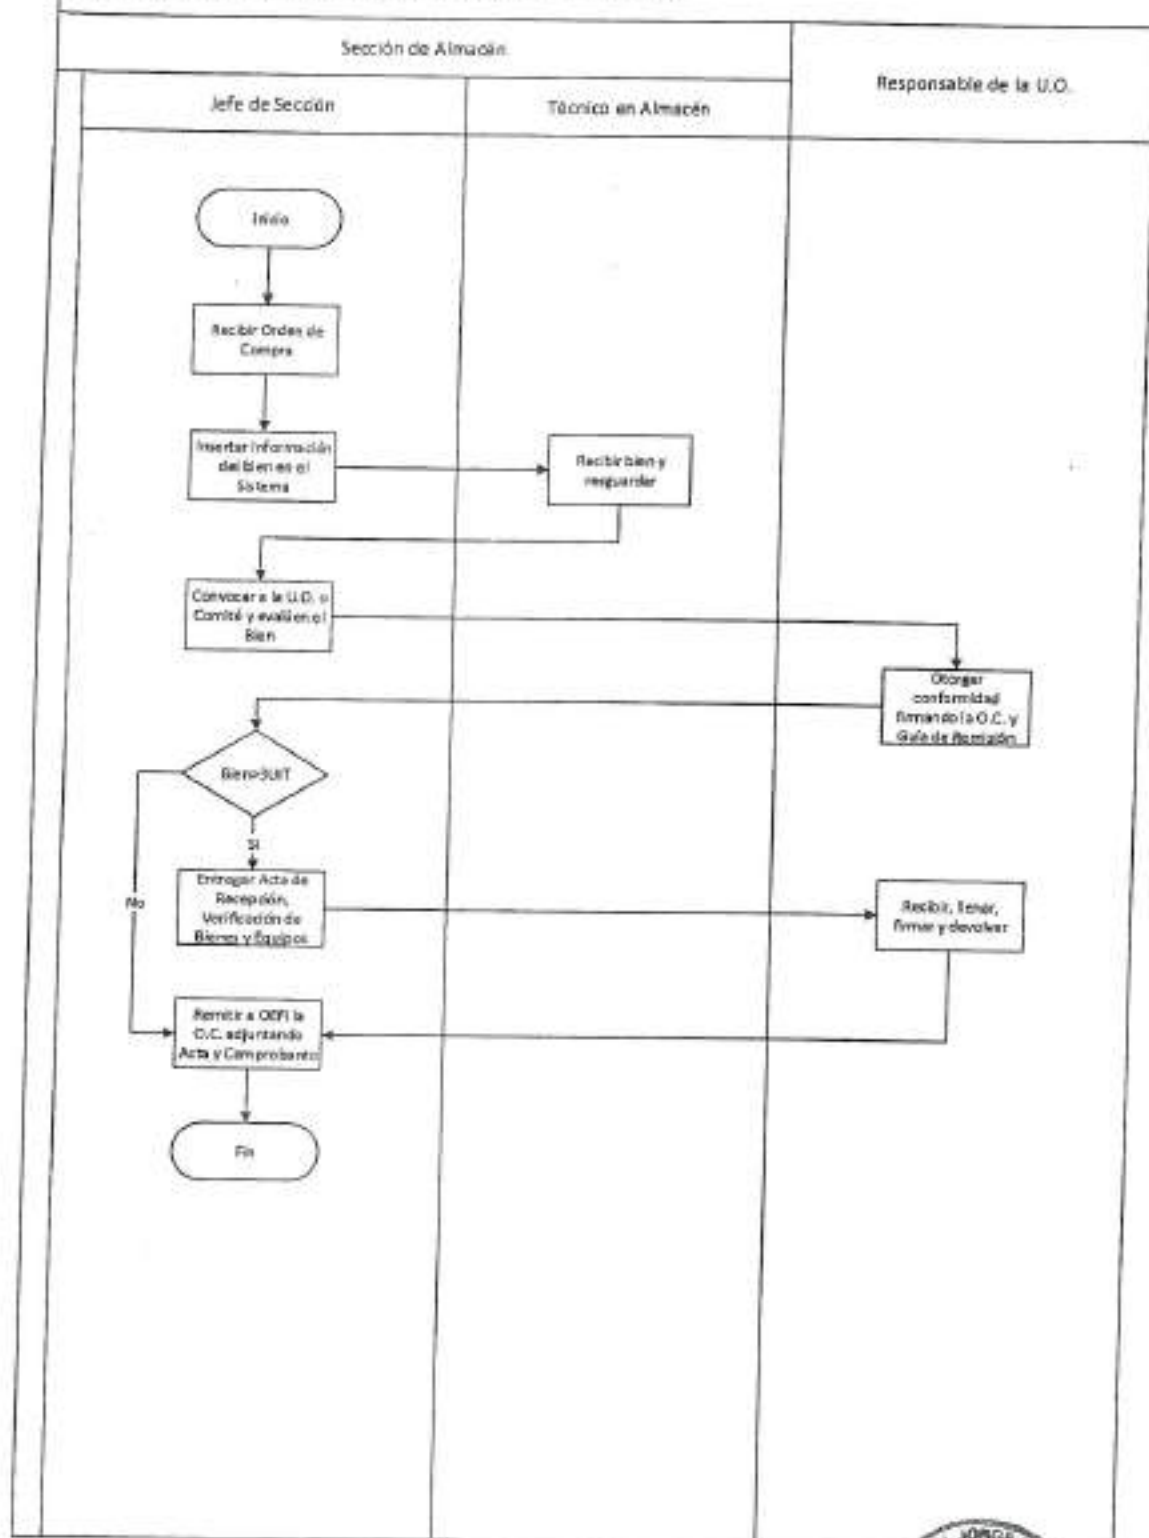 Sección de Almacén
Responsable de la U.O.
Jefe de Sección
Técnico en Almacén
Inicio
Recibir Orden de
Compra
Insertar información
del bien en el
Sistema
Recibir bien y
resguardar
Convocar a la U.O. o
Comité y evalúen el
Bien
Otorgar
conformidad
firmando la O.C. y
Guía de Remisión
Bien>3UIT
Si
No
Entregar Acta de
Recepción,
Verificación de
Bienes y Equipos
Recibir, llenar,
firmar y devolver
Remitir a OEFI la
O.C. adjuntando
Acta y Comprobante
Fin